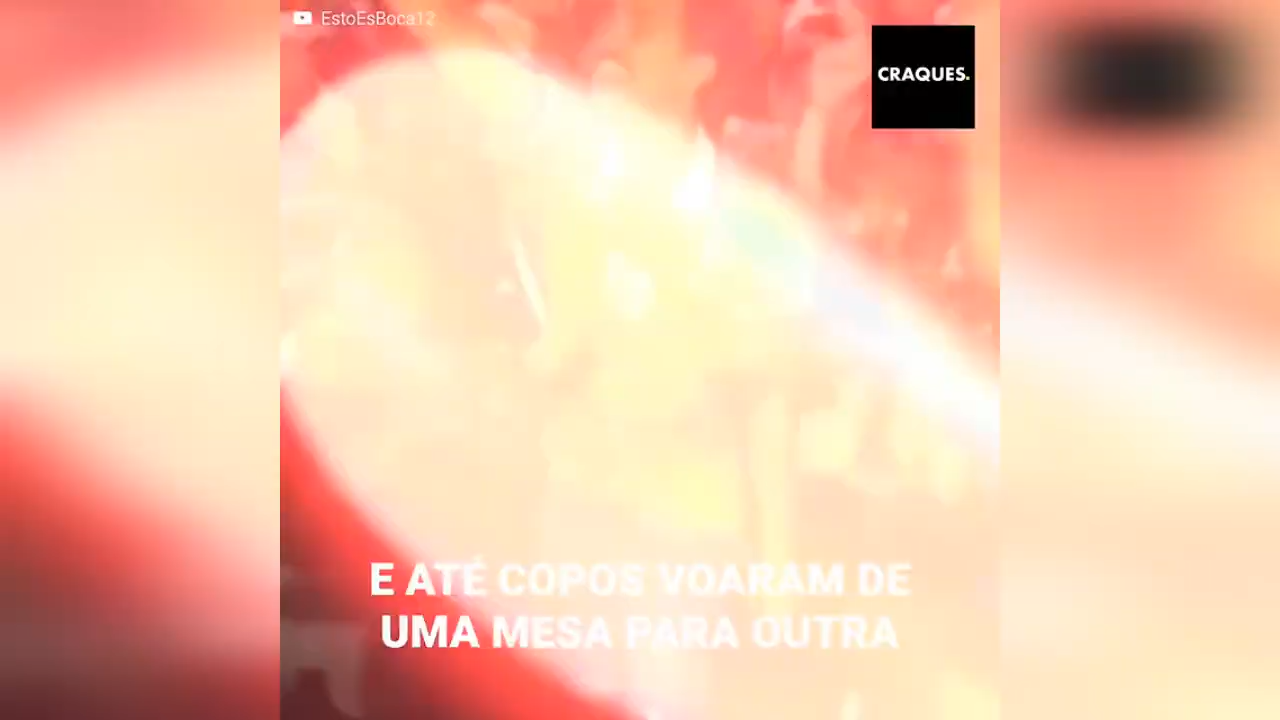 EstoEsBoca12
CRAQUES.
E ATÉ COPOS VOARAM DE
UMA MESA PARA OUTRA